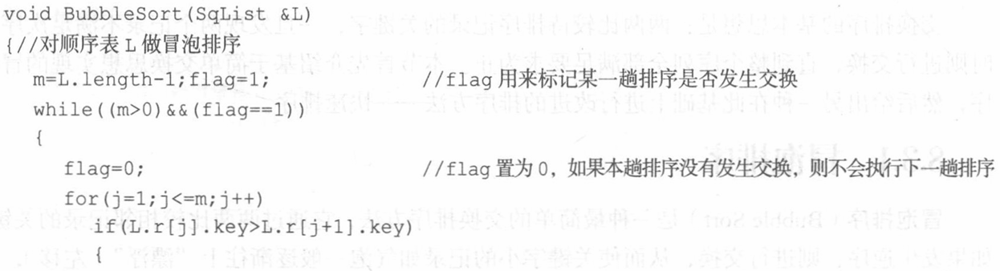 void BubbleSort(SqList &L)
{//对顺序表 L 做冒泡排序
m=L.length-1;flag=1; //flag 用来标记某一趟排序是否发生交换
while((m>0)&&(flag==1))
{
flag=0; //flag 置为 0，如果本趟排序没有发生交换，则不会执行下一趟排序
for(j=1;j<=m;j++)
if(L.r[j].key>L.r[j+1].key)
{